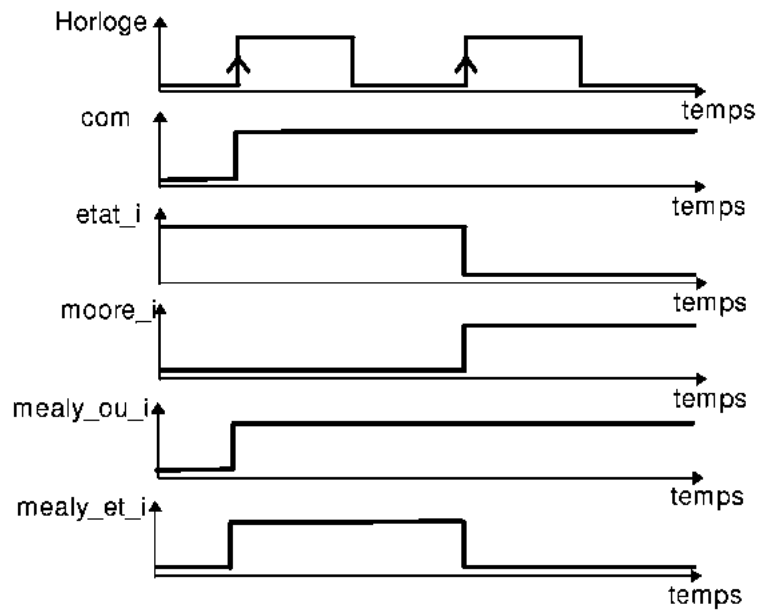 Horloge
temps
com
temps
etat_i
temps
moore_i
temps
mealy_ou_i
temps
mealy_et_i
temps